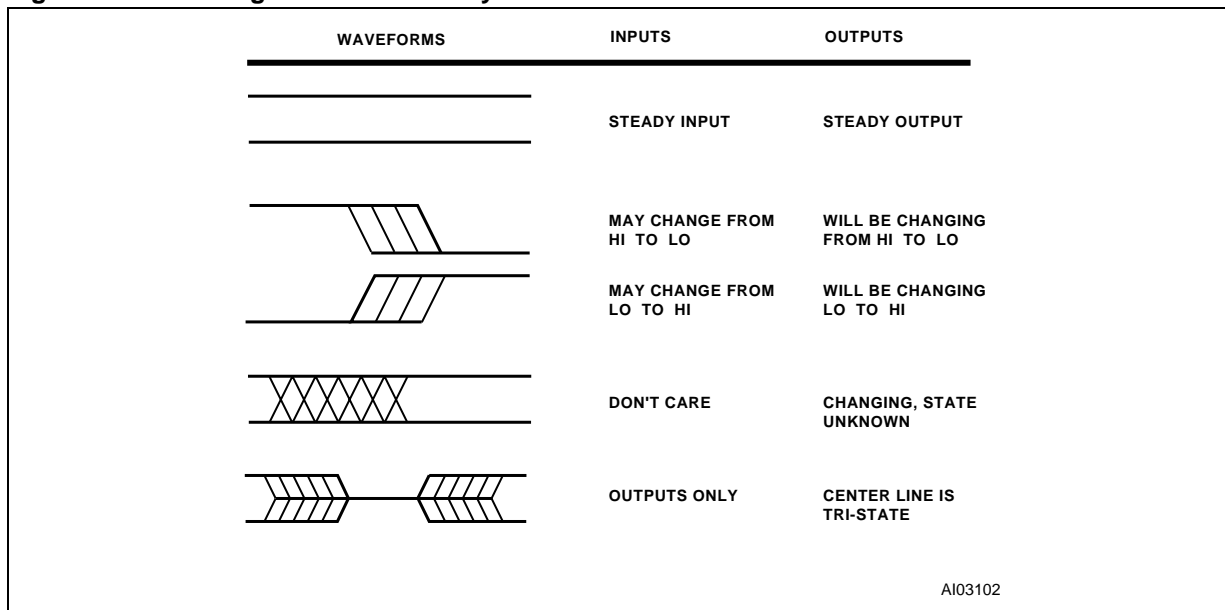 WAVEFORMS INPUTS OUTPUTS
STEADY INPUT STEADY OUTPUT
MAY CHANGE FROM WILL BE CHANGING
HI TO LO FROM HI TO LO
MAY CHANGE FROM WILL BE CHANGING
LO TO HI LO TO HI
DON'T CARE CHANGING, STATE
UNKNOWN
OUTPUTS ONLY CENTER LINE IS
TRI-STATE
AI03102